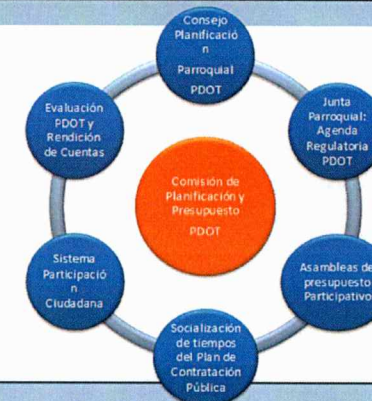 Consejo
Planificació
n
Parroquial
PDOT
Junta
Parroquial:
Agenda
Regulatoria
PDOT
Asambleas de
presupuesto
Participativo
Socialización
de tiempos
del Plan de
Contratación
Pública
Sistema
Participació
n
Ciudadana
Evaluación
PDOT y
Rendición
de Cuentas
Comisión de
Planificación y
Presupuesto
PDOT